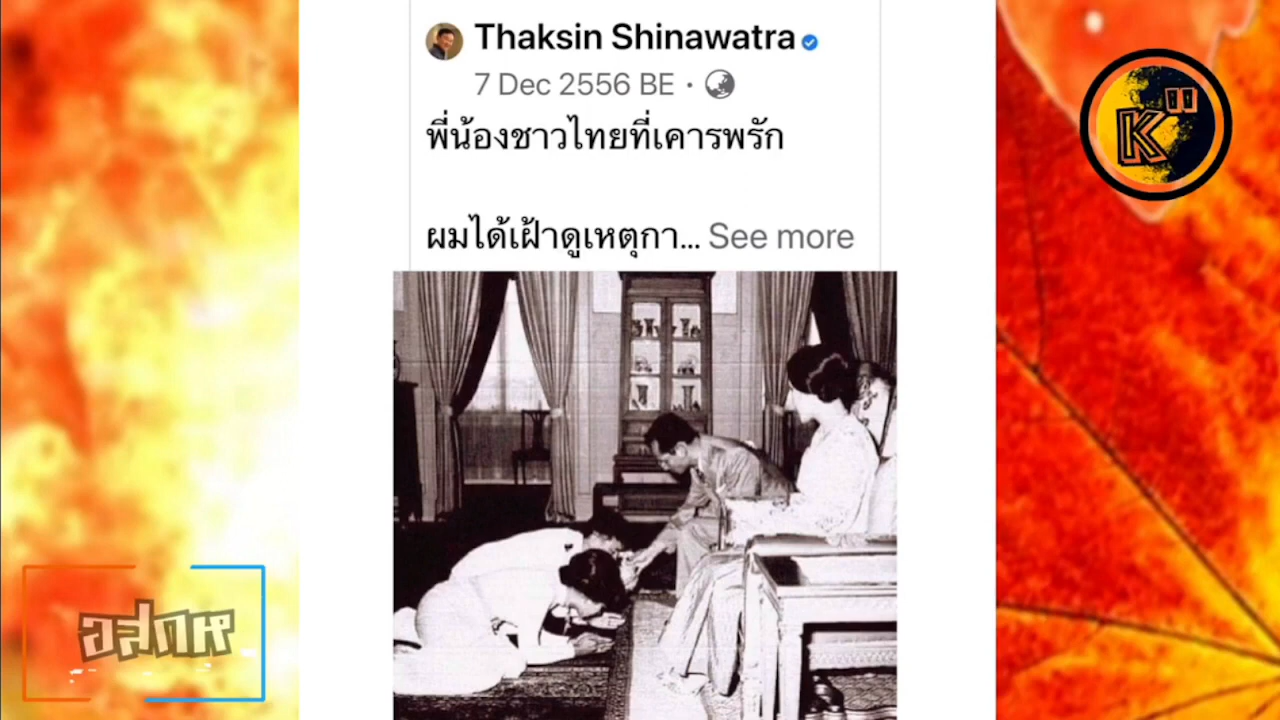 Thaksin Shinawatra
7 Dec 2556 BE ·
พี่น้องชาวไทยที่เคารพรัก
ผมได้เฝ้าดูเหตุกา... See more
K"
อสกห